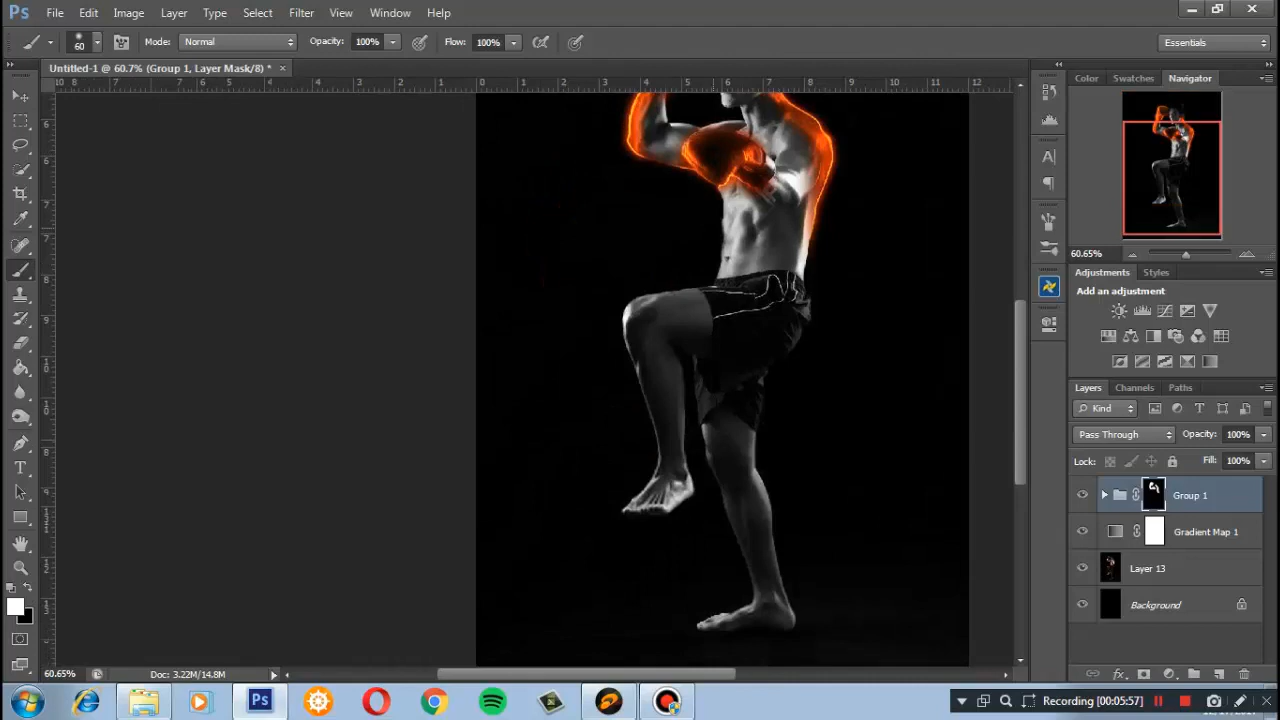 Ps File Edit Image Layer Type Select Filter View Window Help
60 Mode: Normal Opacity: 100% Flow: 100% Essentials
Untitled-1 @ 60.7% (Group 1, Layer Mask/8) *
Color Swatches Navigator
60.65%
Adjustments Styles
Add an adjustment
Layers Channels Paths
Kind
Pass Through Opacity: 100%
Lock: Fill: 100%
Group 1
Gradient Map 1
Layer 13
Background
60.65% Doc: 3.22M/14.8M
Ps Recording [00:05:57]